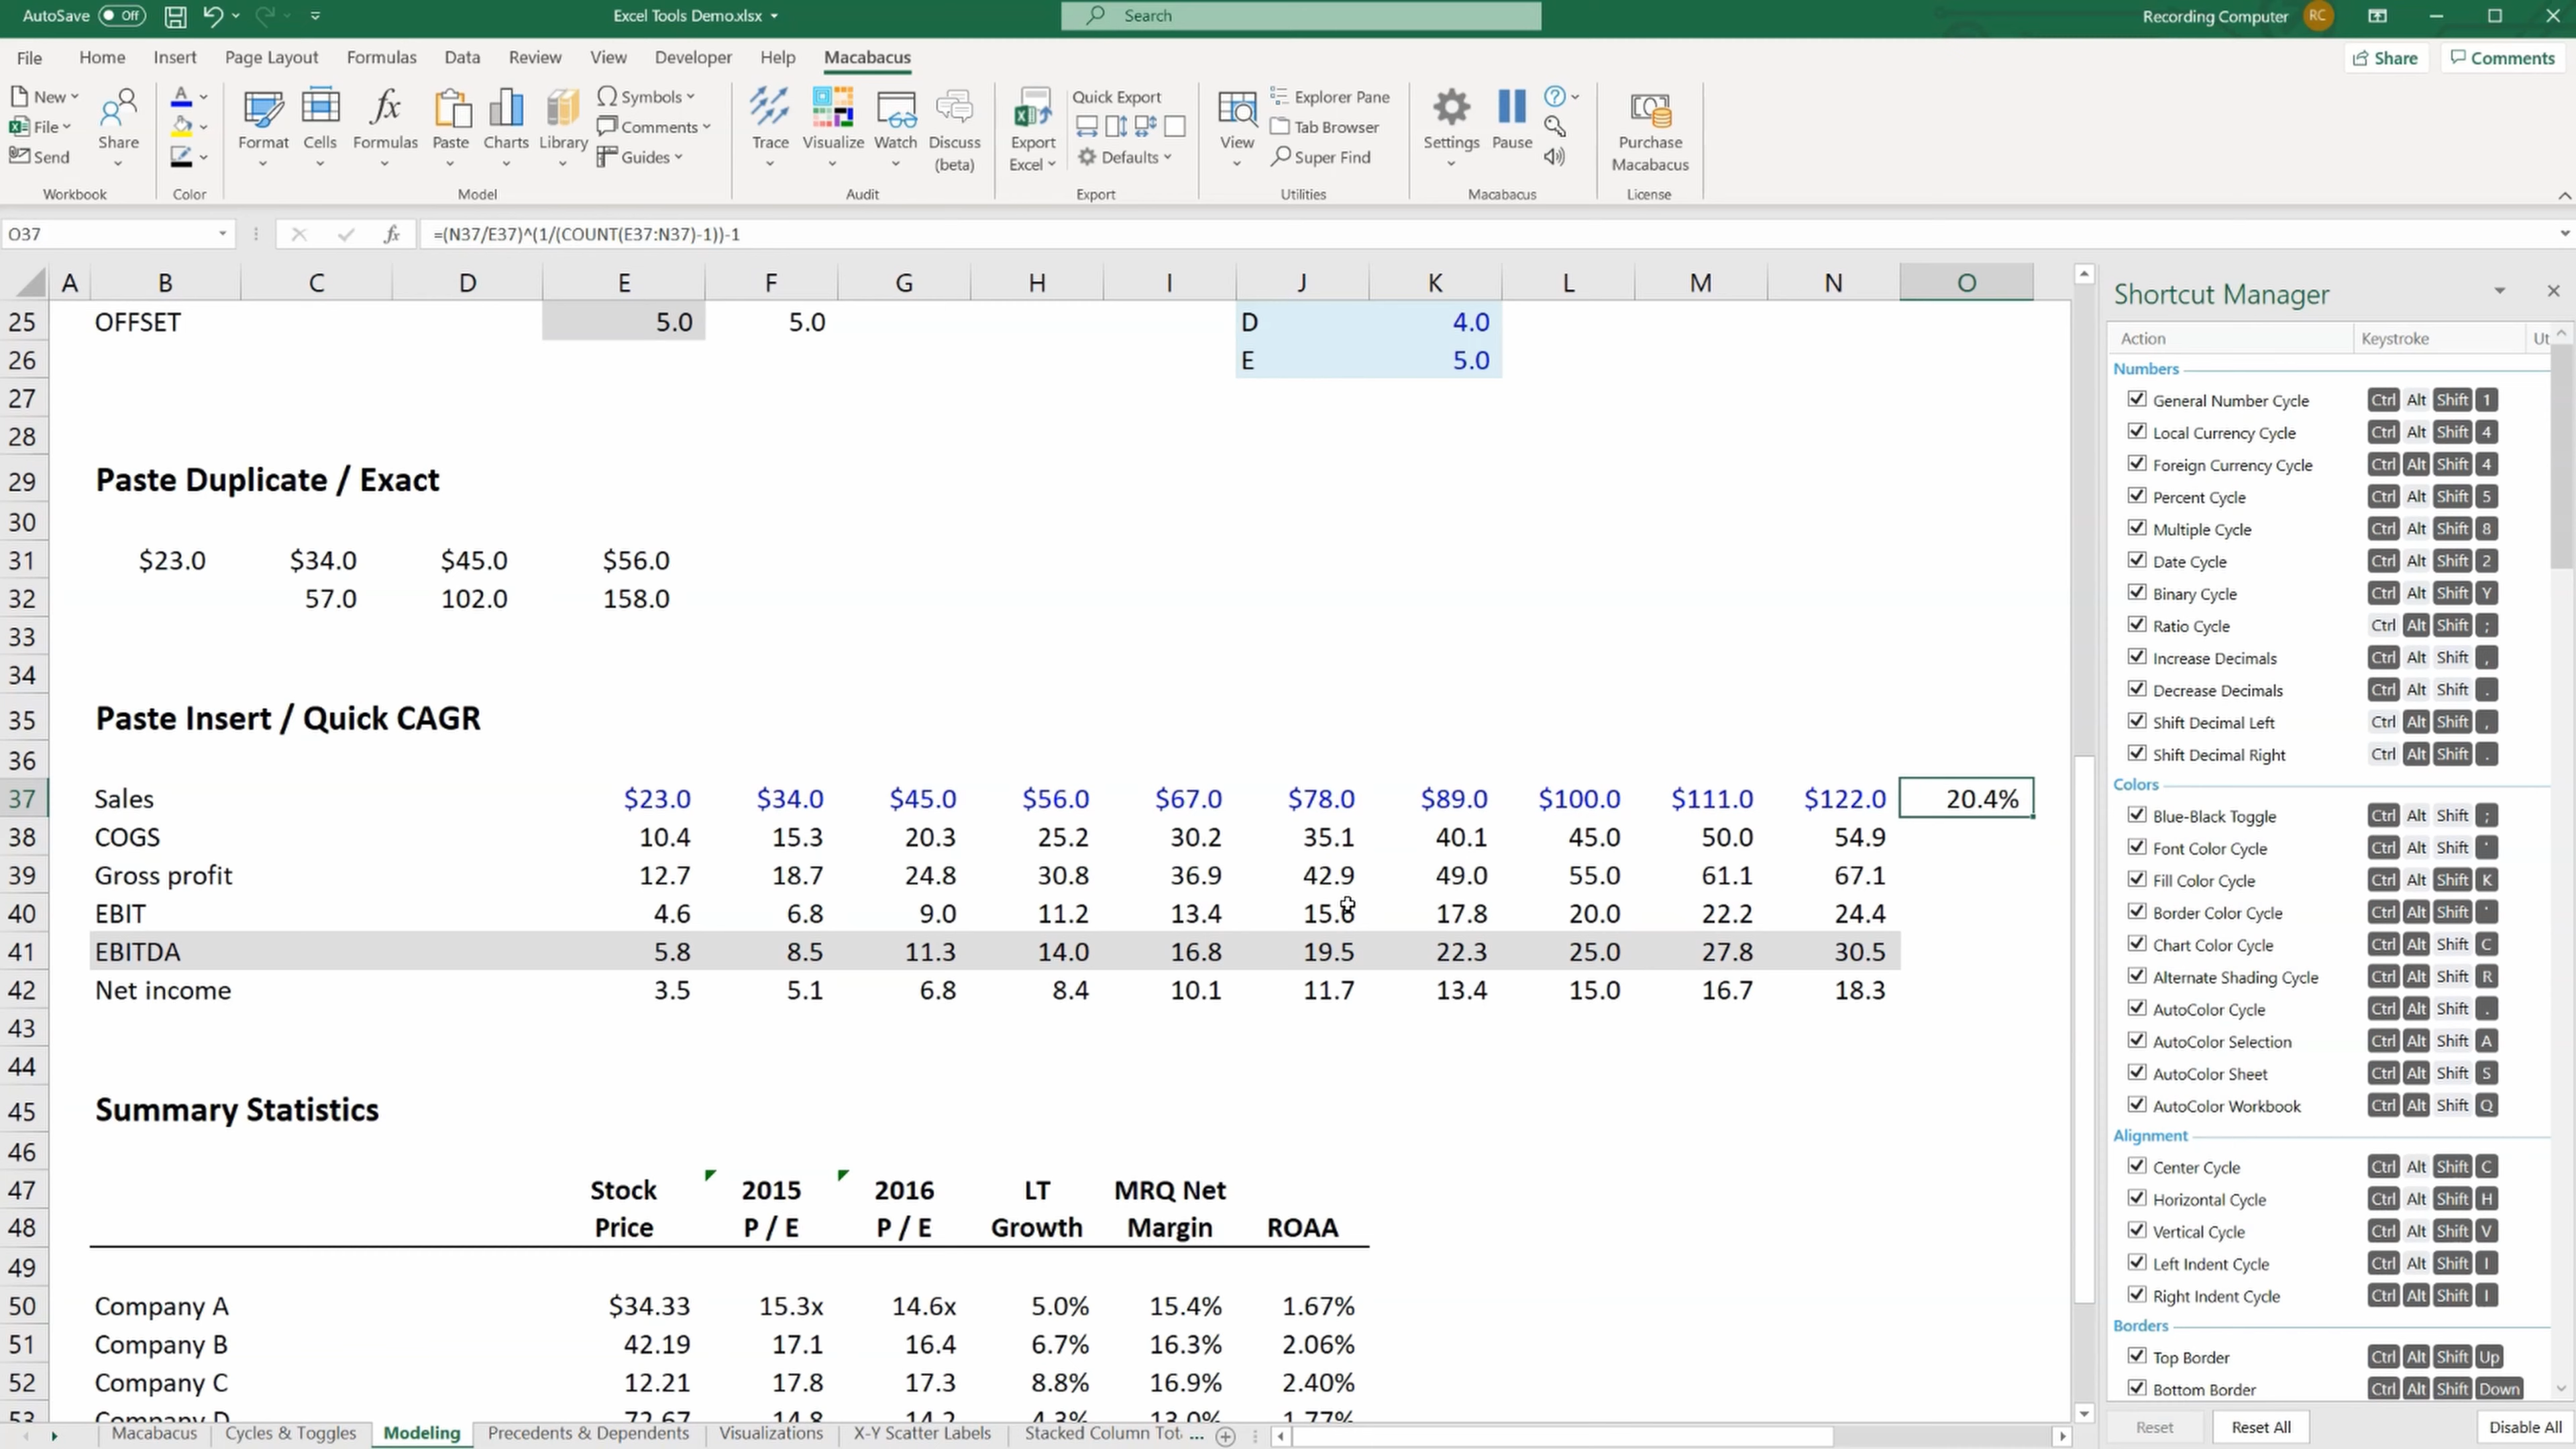 AutoSave Off Excel Tools Demo.xlsx Search Recording Computer RC
File Home Insert Page Layout Formulas Data Review View Developer Help Macabacus Share Comments
New Symbols Quick Export Explorer Pane
File Comments Tab Browser
Send Share Format Cells Formulas Paste Charts Library Guides Trace Visualize Watch Discuss (beta) Export Excel Defaults View Super Find Settings Pause Purchase Macabacus
Workbook Color Model Audit Export Utilities Macabacus License
O37 fx =(N37/E37)^(1/(COUNT(E37:N37)-1))-1
A B C D E F G H I J K L M N O
25 OFFSET 5.0 5.0 D 4.0
26 E 5.0
27
28
29 Paste Duplicate / Exact
30
31 $23.0 $34.0 $45.0 $56.0
32 57.0 102.0 158.0
33
34
35 Paste Insert / Quick CAGR
36
37 Sales $23.0 $34.0 $45.0 $56.0 $67.0 $78.0 $89.0 $100.0 $111.0 $122.0 20.4%
38 COGS 10.4 15.3 20.3 25.2 30.2 35.1 40.1 45.0 50.0 54.9
39 Gross profit 12.7 18.7 24.8 30.8 36.9 42.9 49.0 55.0 61.1 67.1
40 EBIT 4.6 6.8 9.0 11.2 13.4 15.6 17.8 20.0 22.2 24.4
41 EBITDA 5.8 8.5 11.3 14.0 16.8 19.5 22.3 25.0 27.8 30.5
42 Net income 3.5 5.1 6.8 8.4 10.1 11.7 13.4 15.0 16.7 18.3
43
44
45 Summary Statistics
46
47 Stock 2015 2016 LT MRQ Net
48 Price P / E P / E Growth Margin ROAA
49
50 Company A $34.33 15.3x 14.6x 5.0% 15.4% 1.67%
51 Company B 42.19 17.1 16.4 6.7% 16.3% 2.06%
52 Company C 12.21 17.8 17.3 8.8% 16.9% 2.40%
53 Company D 72.67 14.8 14.2 4.3% 13.0% 1.77%
Macabacus Cycles & Toggles Modeling Precedents & Dependents Visualizations X-Y Scatter Labels Stacked Column Tot ...
Shortcut Manager
Action Keystroke Ut
Numbers
General Number Cycle Ctrl Alt Shift 1
Local Currency Cycle Ctrl Alt Shift 4
Foreign Currency Cycle Ctrl Alt Shift 4
Percent Cycle Ctrl Alt Shift 5
Multiple Cycle Ctrl Alt Shift 8
Date Cycle Ctrl Alt Shift 2
Binary Cycle Ctrl Alt Shift Y
Ratio Cycle Ctrl Alt Shift ;
Increase Decimals Ctrl Alt Shift ,
Decrease Decimals Ctrl Alt Shift .
Shift Decimal Left Ctrl Alt Shift ,
Shift Decimal Right Ctrl Alt Shift .
Colors
Blue-Black Toggle Ctrl Alt Shift ;
Font Color Cycle Ctrl Alt Shift '
Fill Color Cycle Ctrl Alt Shift K
Border Color Cycle Ctrl Alt Shift '
Chart Color Cycle Ctrl Alt Shift C
Alternate Shading Cycle Ctrl Alt Shift R
AutoColor Cycle Ctrl Alt Shift .
AutoColor Selection Ctrl Alt Shift A
AutoColor Sheet Ctrl Alt Shift S
AutoColor Workbook Ctrl Alt Shift Q
Alignment
Center Cycle Ctrl Alt Shift C
Horizontal Cycle Ctrl Alt Shift H
Vertical Cycle Ctrl Alt Shift V
Left Indent Cycle Ctrl Alt Shift I
Right Indent Cycle Ctrl Alt Shift I
Borders
Top Border Ctrl Alt Shift Up
Bottom Border Ctrl Alt Shift Down
Reset Reset All Disable All